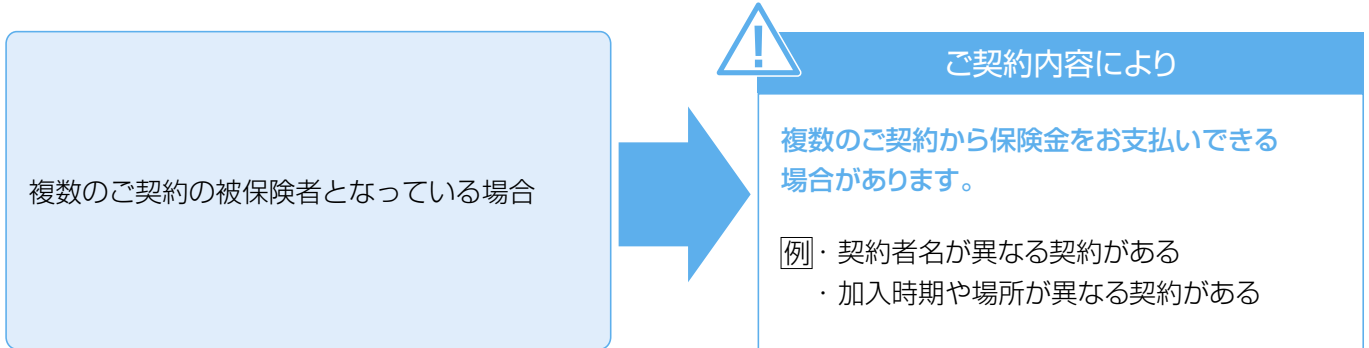 複数のご契約の被保険者となっている場合
ご契約内容により
複数のご契約から保険金をお支払いできる
場合があります。
例・契約者名が異なる契約がある
・加入時期や場所が異なる契約がある